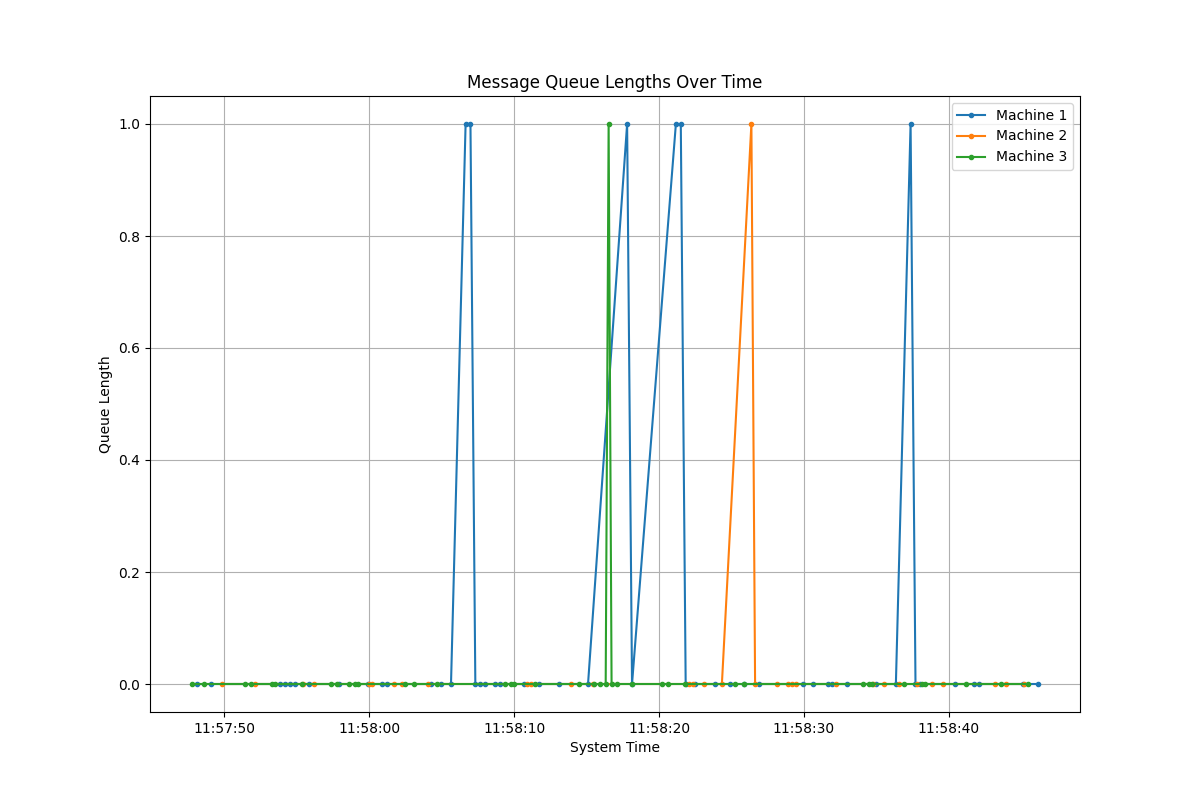 Message Queue Lengths Over Time
Machine 1
Machine 2
Machine 3
Queue Length
1.0
0.8
0.6
0.4
0.2
0.0
11:57:50 11:58:00 11:58:10 11:58:20 11:58:30 11:58:40
System Time